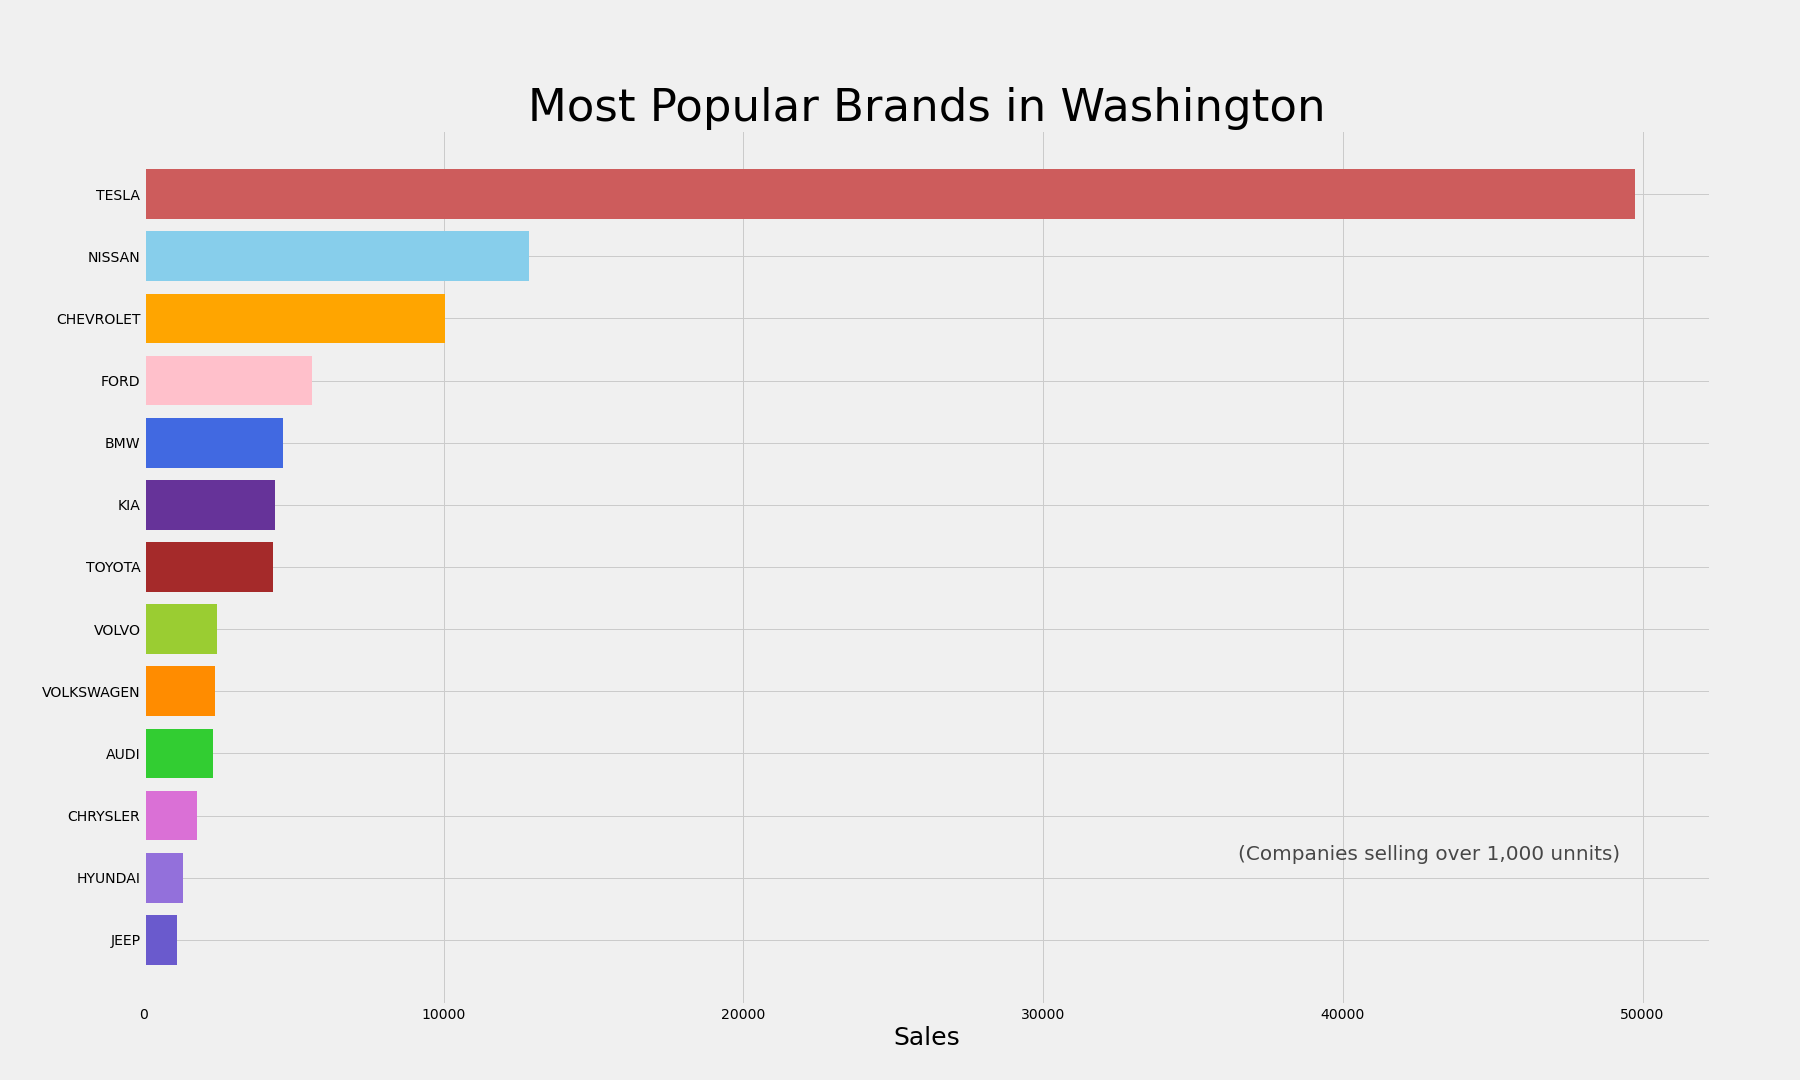 Most Popular Brands in Washington
TESLA
NISSAN
CHEVROLET
FORD
BMW
KIA
TOYOTA
VOLVO
VOLKSWAGEN
AUDI
CHRYSLER
(Companies selling over 1,000 unnits)
HYUNDAI
JEEP
0 10000 20000 30000 40000 50000
Sales